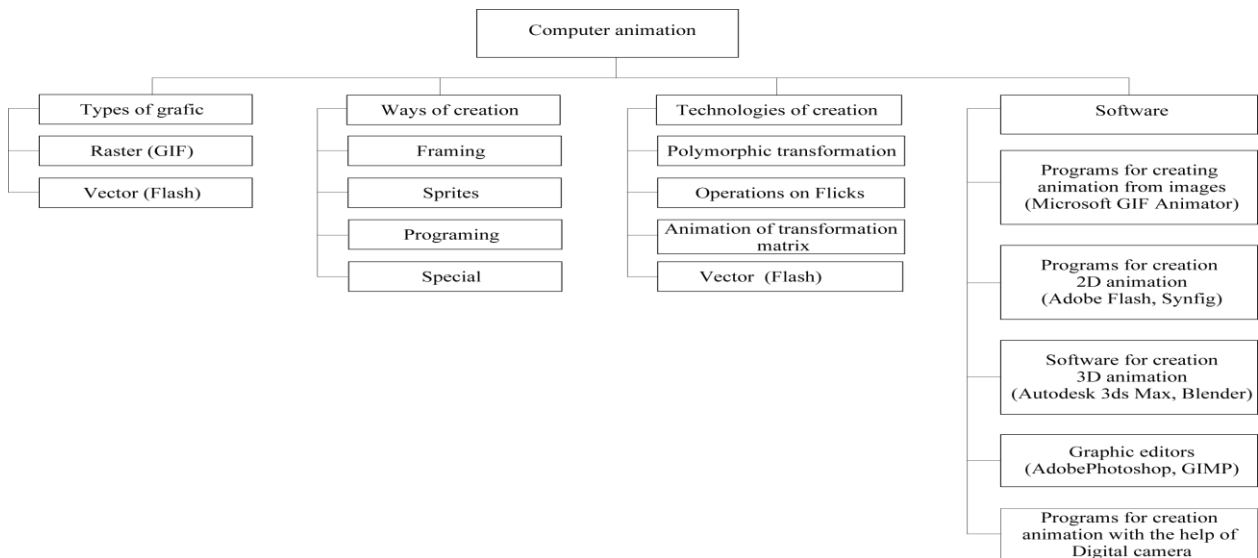 Computer animation
Types of grafic
Raster (GIF)
Vector (Flash)
Ways of creation
Framing
Sprites
Programing
Special
Technologies of creation
Polymorphic transformation
Operations on Flicks
Animation of transformation
matrix
Vector (Flash)
Software
Programs for creating
animation from images
(Microsoft GIF Animator)
Programs for creation
2D animation
(Adobe Flash, Synfig)
Software for creation
3D animation
(Autodesk 3ds Max, Blender)
Graphic editors
(AdobePhotoshop, GIMP)
Programs for creation
animation with the help of
Digital camera